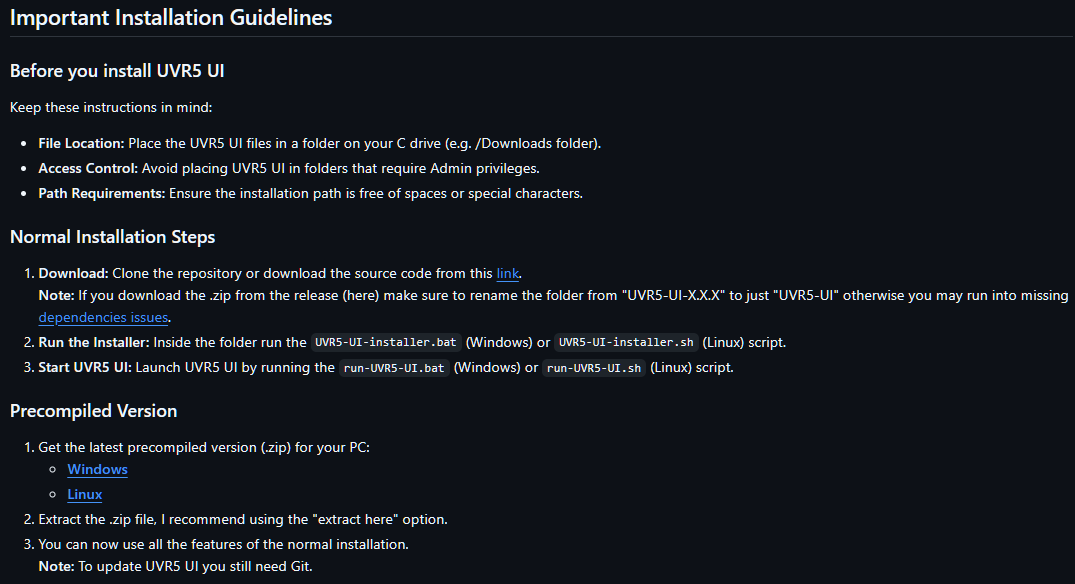 Important Installation Guidelines
Before you install UVR5 UI
Keep these instructions in mind:
File Location: Place the UVR5 UI files in a folder on your C drive (e.g. /Downloads folder).
Access Control: Avoid placing UVR5 UI in folders that require Admin privileges.
Path Requirements: Ensure the installation path is free of spaces or special characters.
Normal Installation Steps
1. Download: Clone the repository or download the source code from this link.
Note: If you download the .zip from the release (here) make sure to rename the folder from "UVR5-UI-X.X.X" to just "UVR5-UI" otherwise you may run into missing
dependencies issues.
2. Run the Installer: Inside the folder run the UVR5-UI-installer.bat (Windows) or UVR5-UI-installer.sh (Linux) script.
3. Start UVR5 UI: Launch UVR5 UI by running the run-UVR5-UI.bat (Windows) or run-UVR5-UI.sh (Linux) script.
Precompiled Version
1. Get the latest precompiled version (.zip) for your PC:
Windows
Linux
2. Extract the .zip file, I recommend using the "extract here" option.
3. You can now use all the features of the normal installation.
Note: To update UVR5 UI you still need Git.